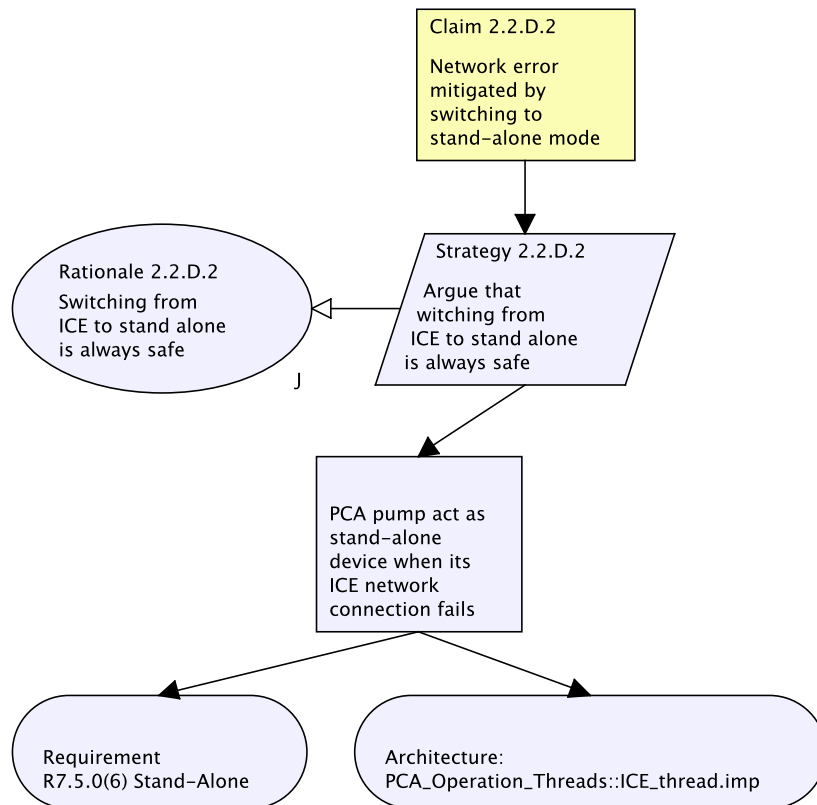 Claim 2.2.D.2
Network error
mitigated by
switching to
stand-alone mode
Strategy 2.2.D.2
Argue that
witching from
ICE to stand alone
is always safe
Rationale 2.2.D.2
Switching from
ICE to stand alone
is always safe
J
PCA pump act as
stand-alone
device when its
ICE network
connection fails
Requirement
R7.5.0(6) Stand-Alone
Architecture:
PCA_Operation_Threads::ICE_thread.imp